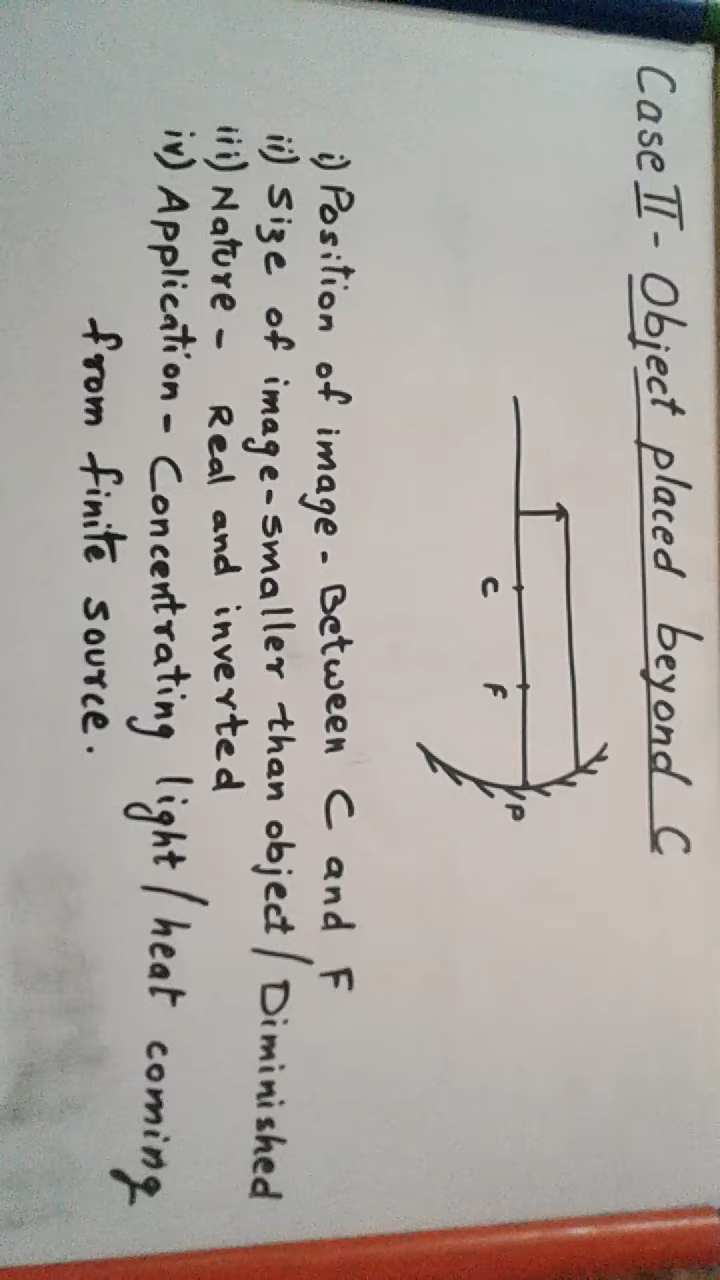 Case II - Object placed beyond C
C
F
P
i) Position of image - Between C and F
ii) Size of image - smaller than object / Diminished
iii) Nature - Real and inverted
iv) Application - Concentrating light / heat coming
from finite source.